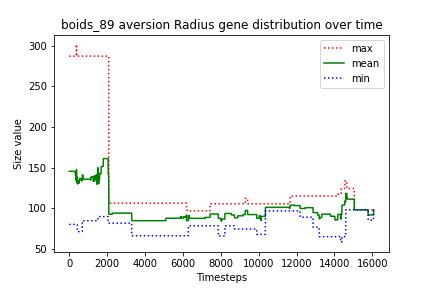 boids_89 aversion Radius gene distribution over time
max
mean
min
Size value
300
250
200
150
100
50
0 2000 4000 6000 8000 10000 12000 14000 16000
Timesteps